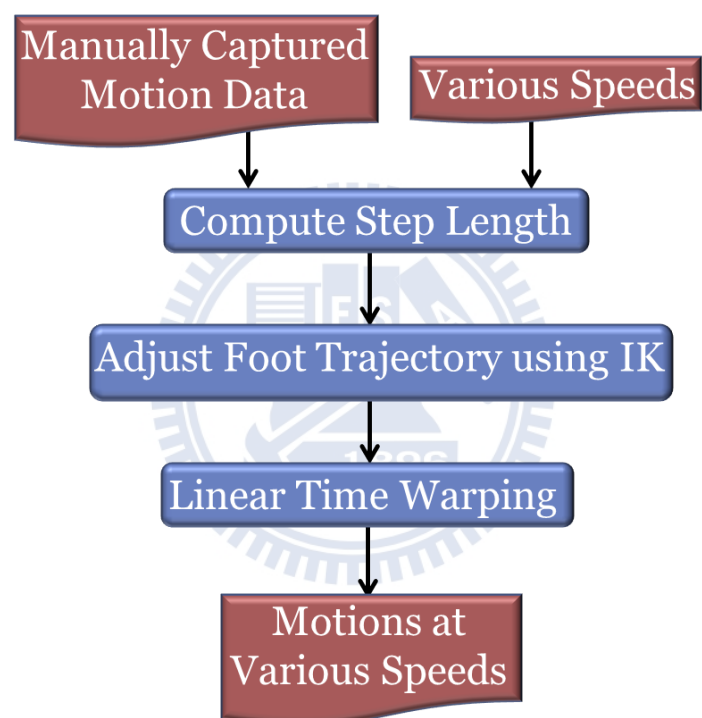 Manually Captured
Motion Data
Various Speeds
Compute Step Length
E S A
Adjust Foot Trajectory using IK
1896
Linear Time Warping
Motions at
Various Speeds